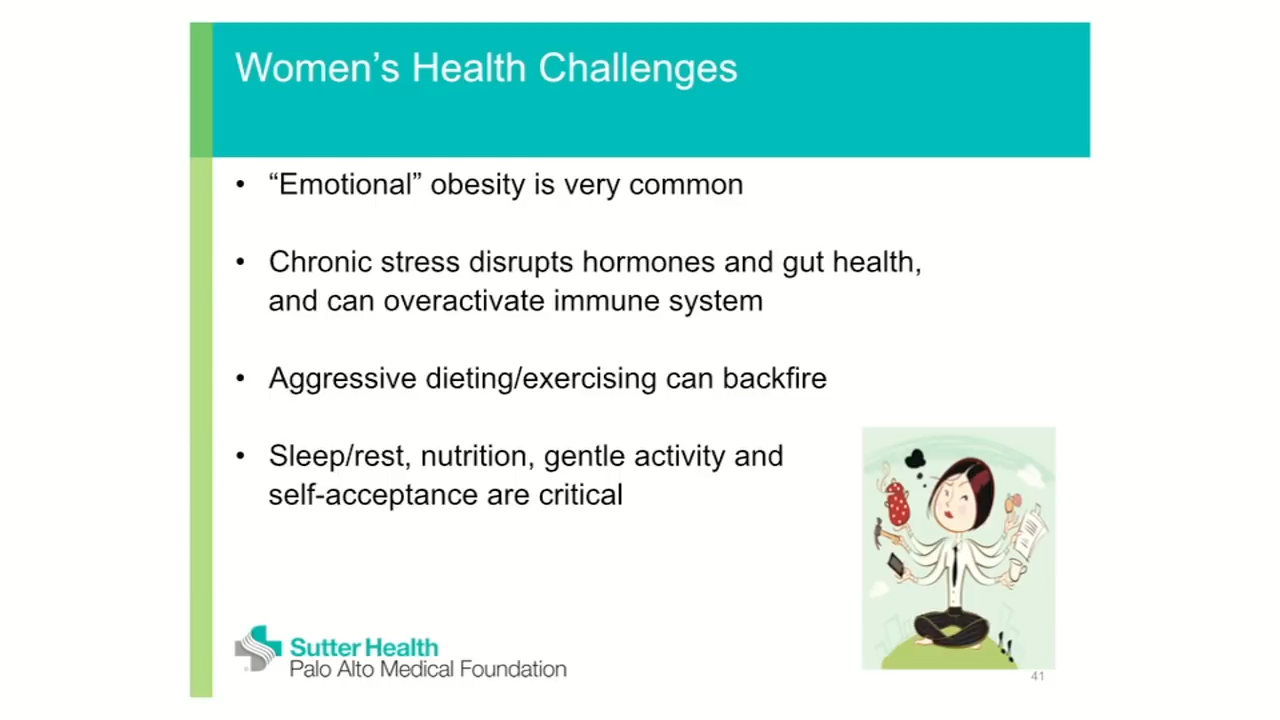 Women’s Health Challenges
• “Emotional” obesity is very common
• Chronic stress disrupts hormones and gut health,
and can overactivate immune system
• Aggressive dieting/exercising can backfire
• Sleep/rest, nutrition, gentle activity and
self-acceptance are critical
Sutter Health
Palo Alto Medical Foundation
41